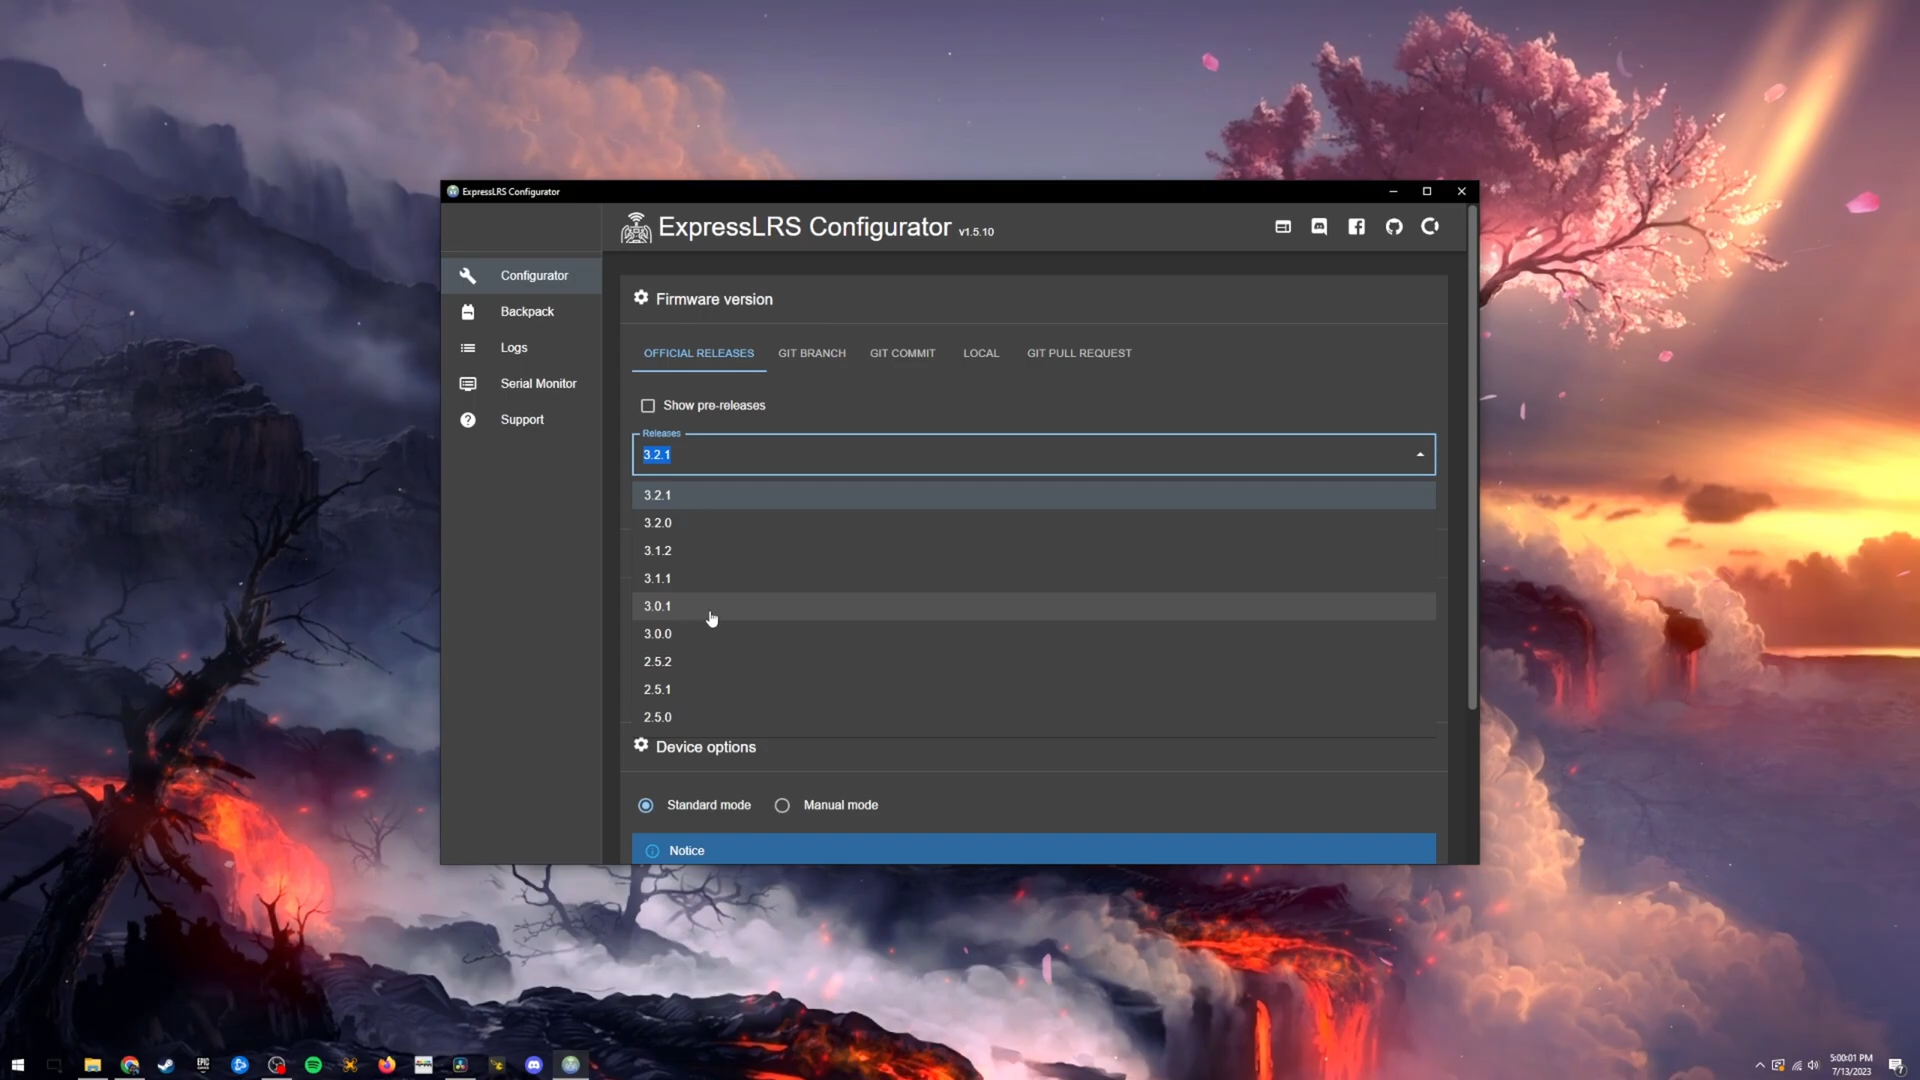 ExpressLRS Configurator
ExpressLRS Configurator v1.5.10
Configurator
Backpack
Logs
Serial Monitor
Support
Firmware version
OFFICIAL RELEASES GIT BRANCH GIT COMMIT LOCAL GIT PULL REQUEST
Show pre-releases
Releases
3.2.1
3.2.1
3.2.0
3.1.2
3.1.1
3.0.1
3.0.0
2.5.2
2.5.1
2.5.0
Device options
Standard mode Manual mode
Notice
EPIC
5:00:01 PM
7/13/2023